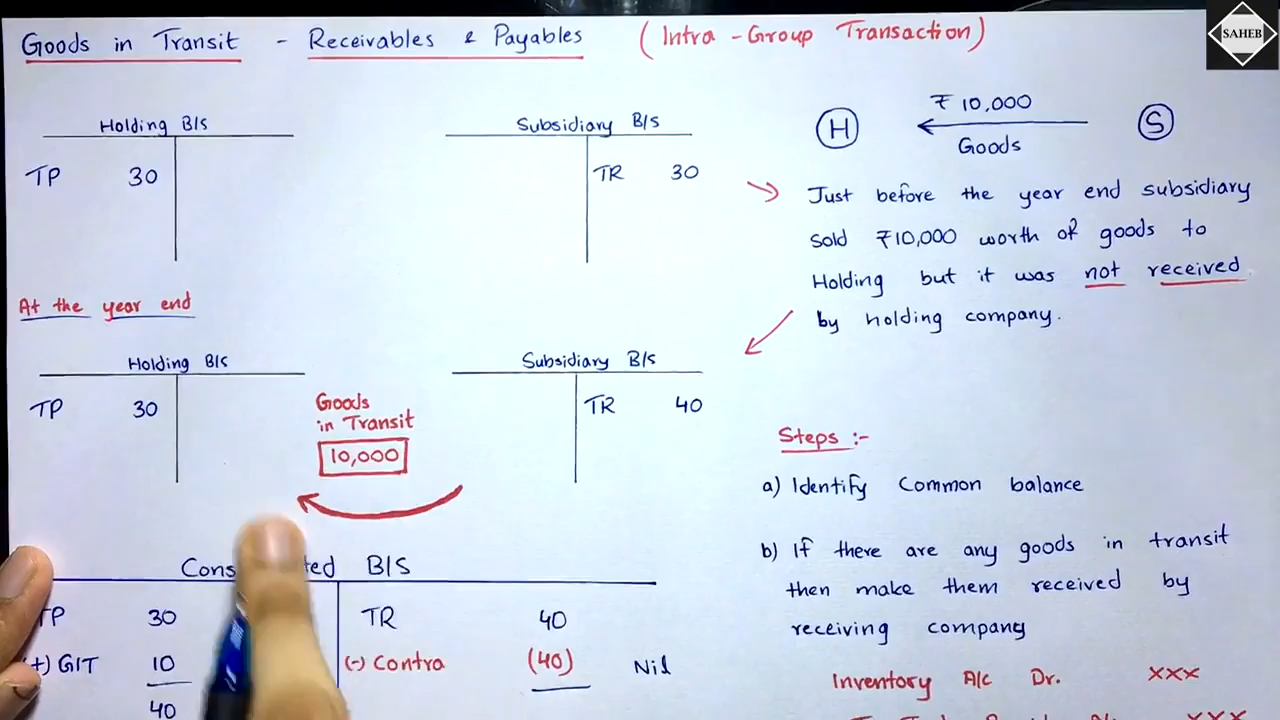 Goods in Transit - Receivables & Payables (Intra-Group Transaction)
SAHEB
Holding B/S
TP 30
Subsidiary B/S
TR 30
₹ 10,000
H S
Goods
Just before the year end subsidiary
sold ₹10,000 worth of goods to
Holding but it was not received
by holding company.
At the year end
Holding B/S
TP 30
Goods
in Transit
10,000
Subsidiary B/S
TR 40
Steps :-
a) Identify Common balance
b) If there are any goods in transit
then make them received by
receiving company
Inventory A/c Dr. xxx
B/S
TP 30 TR 40
(+) GIT 10 (-) Contra (40) Nil
40